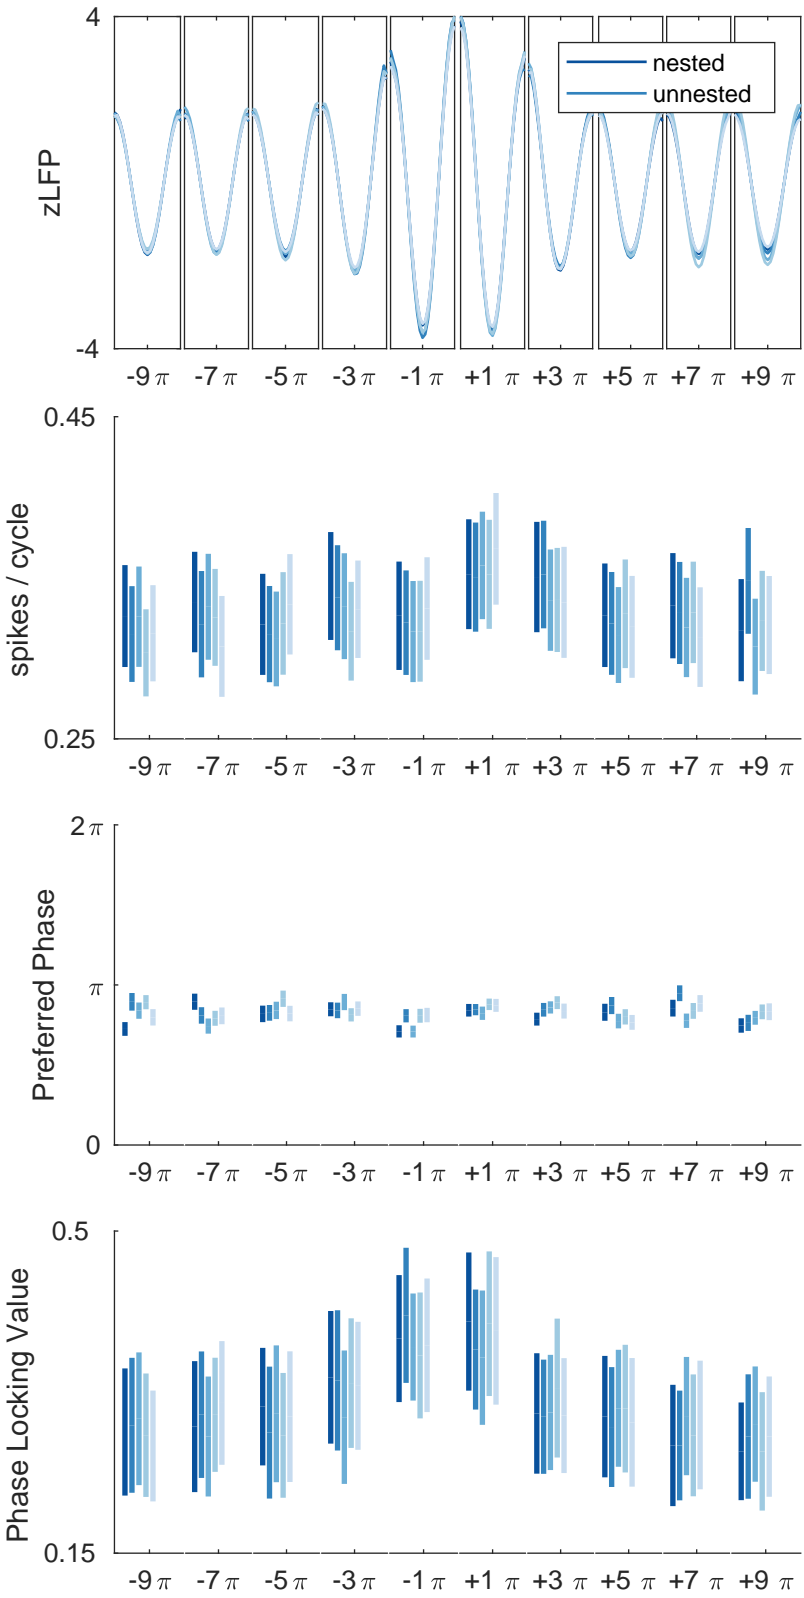 4
zLFP
-4
nested
unnested
-9 π -7 π -5 π -3 π -1 π +1 π +3 π +5 π +7 π +9 π
0.45
spikes / cycle
0.25
-9 π -7 π -5 π -3 π -1 π +1 π +3 π +5 π +7 π +9 π
2 π
π
Preferred Phase
0
-9 π -7 π -5 π -3 π -1 π +1 π +3 π +5 π +7 π +9 π
0.5
Phase Locking Value
0.15
-9 π -7 π -5 π -3 π -1 π +1 π +3 π +5 π +7 π +9 π